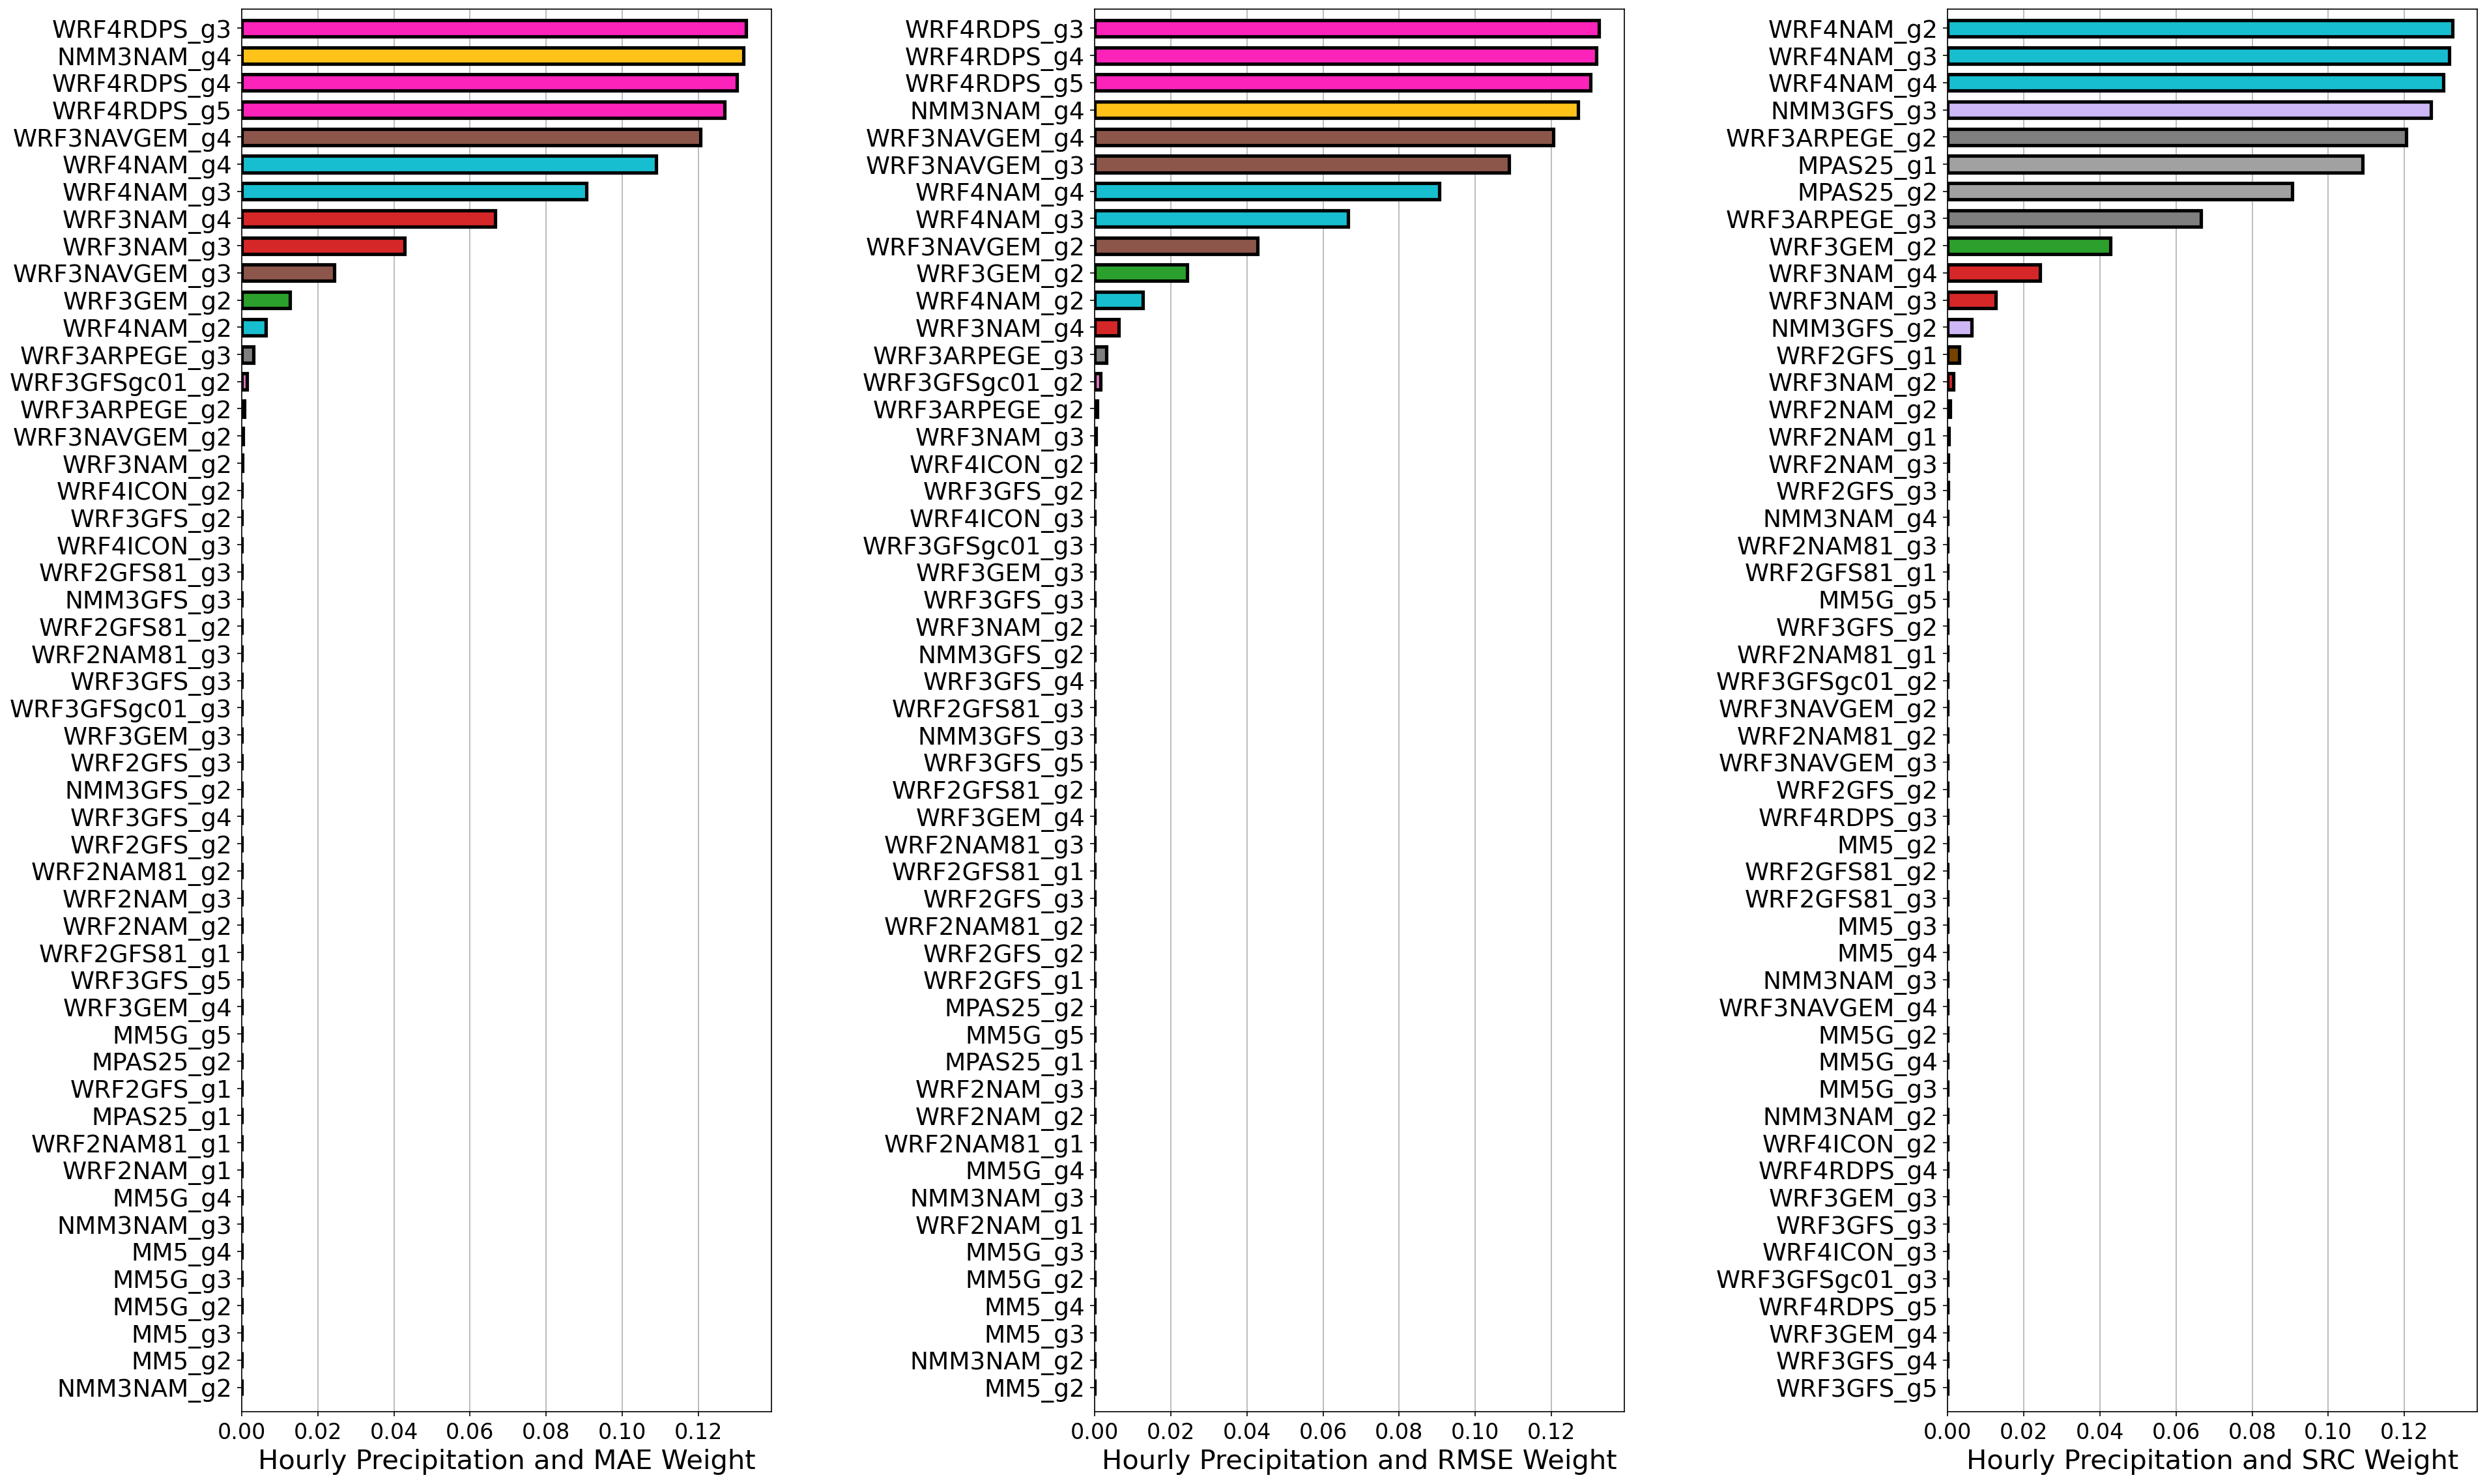 WRF4RDPS_g3
NMM3NAM_g4
WRF4RDPS_g4
WRF4RDPS_g5
WRF3NAVGEM_g4
WRF4NAM_g4
WRF4NAM_g3
WRF3NAM_g4
WRF3NAM_g3
WRF3NAVGEM_g3
WRF3GEM_g2
WRF4NAM_g2
WRF3ARPEGE_g3
WRF3GFSgc01_g2
WRF3ARPEGE_g2
WRF3NAVGEM_g2
WRF3NAM_g2
WRF4ICON_g2
WRF3GFS_g2
WRF4ICON_g3
WRF2GFS81_g3
NMM3GFS_g3
WRF2GFS81_g2
WRF2NAM81_g3
WRF3GFS_g3
WRF3GFSgc01_g3
WRF3GEM_g3
WRF2GFS_g3
NMM3GFS_g2
WRF3GFS_g4
WRF2GFS_g2
WRF2NAM81_g2
WRF2NAM_g3
WRF2NAM_g2
WRF2GFS81_g1
WRF3GFS_g5
WRF3GEM_g4
MM5G_g5
MPAS25_g2
WRF2GFS_g1
MPAS25_g1
WRF2NAM81_g1
WRF2NAM_g1
MM5G_g4
NMM3NAM_g3
MM5_g4
MM5G_g3
MM5G_g2
MM5_g3
MM5_g2
NMM3NAM_g2
0.00 0.02 0.04 0.06 0.08 0.10 0.12
Hourly Precipitation and MAE Weight
WRF4RDPS_g3
WRF4RDPS_g4
WRF4RDPS_g5
NMM3NAM_g4
WRF3NAVGEM_g4
WRF3NAVGEM_g3
WRF4NAM_g4
WRF4NAM_g3
WRF3NAVGEM_g2
WRF3GEM_g2
WRF4NAM_g2
WRF3NAM_g4
WRF3ARPEGE_g3
WRF3GFSgc01_g2
WRF3ARPEGE_g2
WRF3NAM_g3
WRF4ICON_g2
WRF3GFS_g2
WRF4ICON_g3
WRF3GFSgc01_g3
WRF3GEM_g3
WRF3GFS_g3
WRF3NAM_g2
NMM3GFS_g2
WRF3GFS_g4
WRF2GFS81_g3
NMM3GFS_g3
WRF3GFS_g5
WRF2GFS81_g2
WRF3GEM_g4
WRF2NAM81_g3
WRF2GFS81_g1
WRF2GFS_g3
WRF2NAM81_g2
WRF2GFS_g2
WRF2GFS_g1
MPAS25_g2
MM5G_g5
MPAS25_g1
WRF2NAM_g3
WRF2NAM_g2
WRF2NAM81_g1
MM5G_g4
NMM3NAM_g3
WRF2NAM_g1
MM5G_g3
MM5G_g2
MM5_g4
MM5_g3
NMM3NAM_g2
MM5_g2
0.00 0.02 0.04 0.06 0.08 0.10 0.12
Hourly Precipitation and RMSE Weight
WRF4NAM_g2
WRF4NAM_g3
WRF4NAM_g4
NMM3GFS_g3
WRF3ARPEGE_g2
MPAS25_g1
MPAS25_g2
WRF3ARPEGE_g3
WRF3GEM_g2
WRF3NAM_g4
WRF3NAM_g3
NMM3GFS_g2
WRF2GFS_g1
WRF3NAM_g2
WRF2NAM_g2
WRF2NAM_g1
WRF2NAM_g3
WRF2GFS_g3
NMM3NAM_g4
WRF2NAM81_g3
WRF2GFS81_g1
MM5G_g5
WRF3GFS_g2
WRF2NAM81_g1
WRF3GFSgc01_g2
WRF3NAVGEM_g2
WRF2NAM81_g2
WRF3NAVGEM_g3
WRF2GFS_g2
WRF4RDPS_g3
MM5_g2
WRF2GFS81_g2
WRF2GFS81_g3
MM5_g3
MM5_g4
NMM3NAM_g3
WRF3NAVGEM_g4
MM5G_g2
MM5G_g4
MM5G_g3
NMM3NAM_g2
WRF4ICON_g2
WRF4RDPS_g4
WRF3GEM_g3
WRF3GFS_g3
WRF4ICON_g3
WRF3GFSgc01_g3
WRF4RDPS_g5
WRF3GEM_g4
WRF3GFS_g4
WRF3GFS_g5
0.00 0.02 0.04 0.06 0.08 0.10 0.12
Hourly Precipitation and SRC Weight